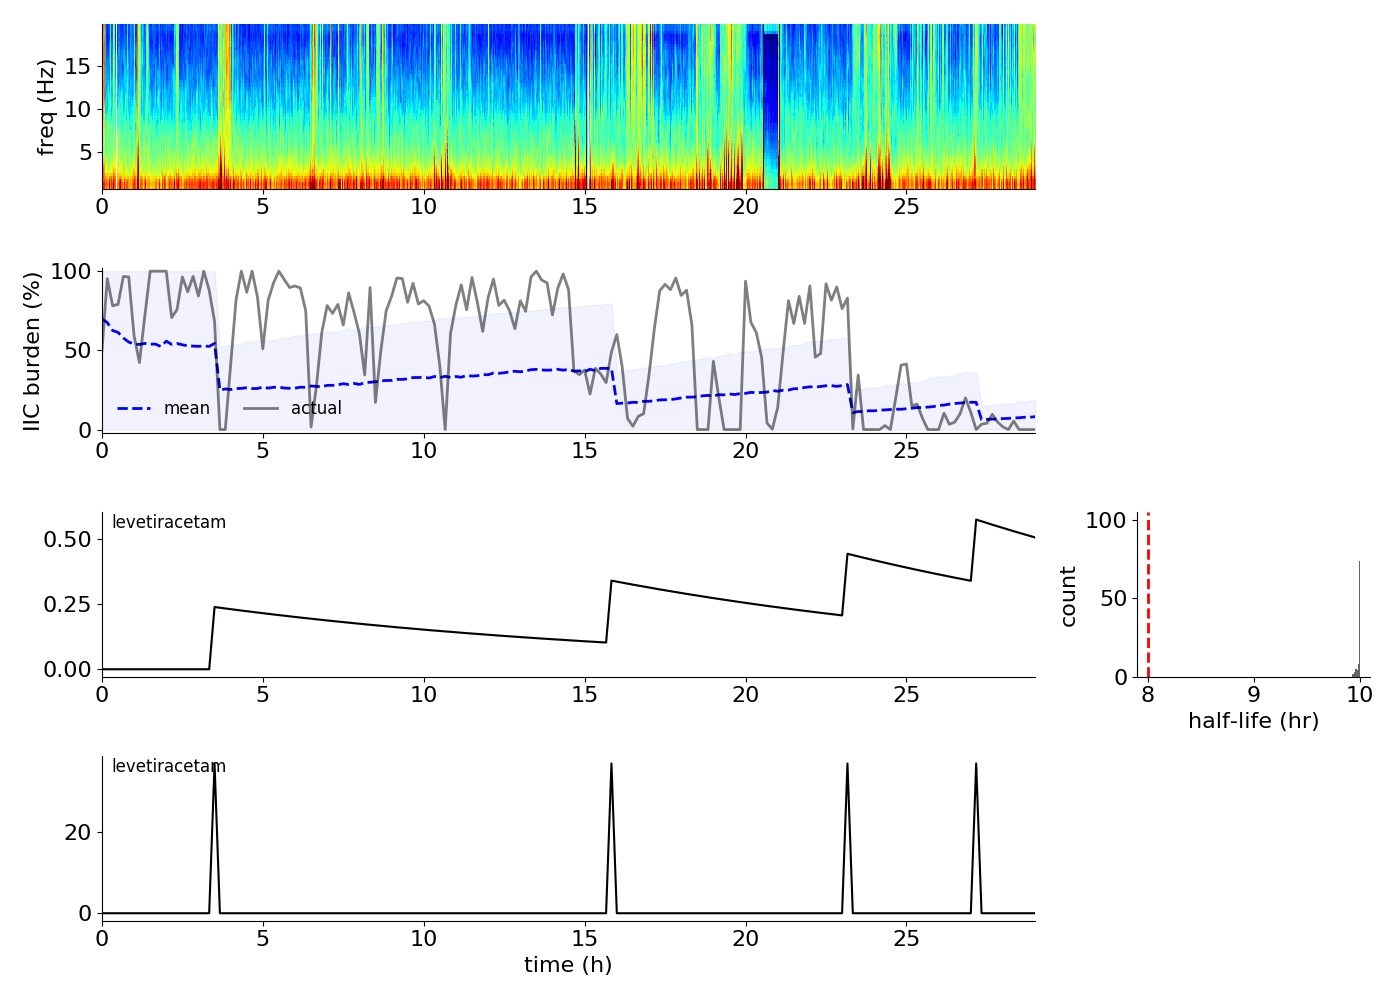 freq (Hz)
15
10
5
0 5 10 15 20 25
IIC burden (%)
100
50
0
mean actual
0 5 10 15 20 25
levetiracetam
0.50
0.25
0.00
0 5 10 15 20 25
count
100
50
0
8 9 10
half-life (hr)
levetiracetam
20
0
0 5 10 15 20 25
time (h)